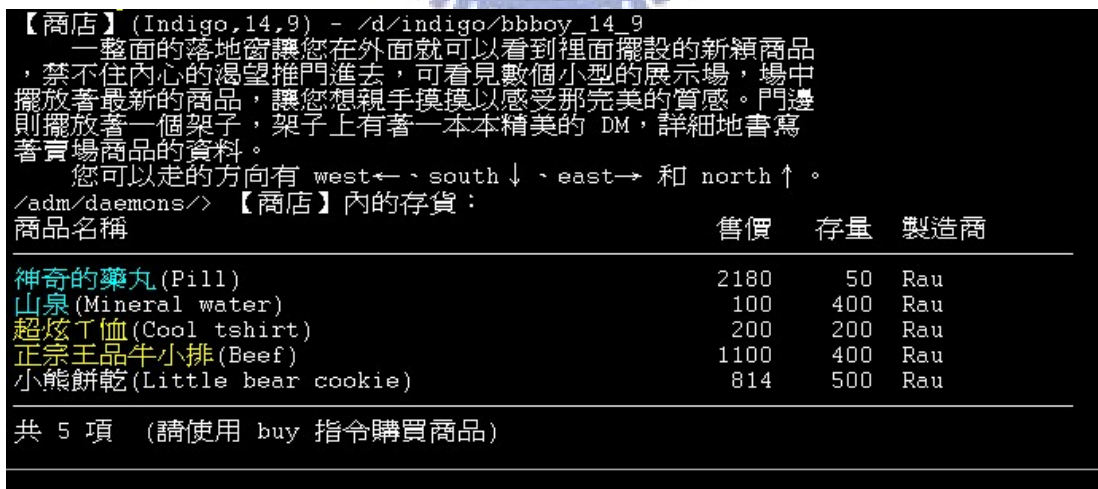 【商店】(Indigo,14,9) - /d/indigo/bbboy_14_9
一整面的落地窗讓您在外面就可以看到裡面擺設的新穎商品
，禁不住內心的渴望推門進去，可看見數個小型的展示場，場中
擺放著最新的商品，讓您想親手摸摸以感受那完美的質感。門邊
則擺放著一個架子，架子上有著一本本精美的 DM，詳細地書寫
著賣場商品的資料。
您可以走的方向有 west←、south↓、east→ 和 north↑。
/adm/daemons/> 【商店】內的存貨：
商品名稱 售價 存量 製造商
神奇的藥丸(Pill) 2180 50 Rau
山泉(Mineral water) 100 400 Rau
超炫T恤(Cool tshirt) 200 200 Rau
正宗王品牛小排(Beef) 1100 400 Rau
小熊餅乾(Little bear cookie) 814 500 Rau
共 5 項 (請使用 buy 指令購買商品)